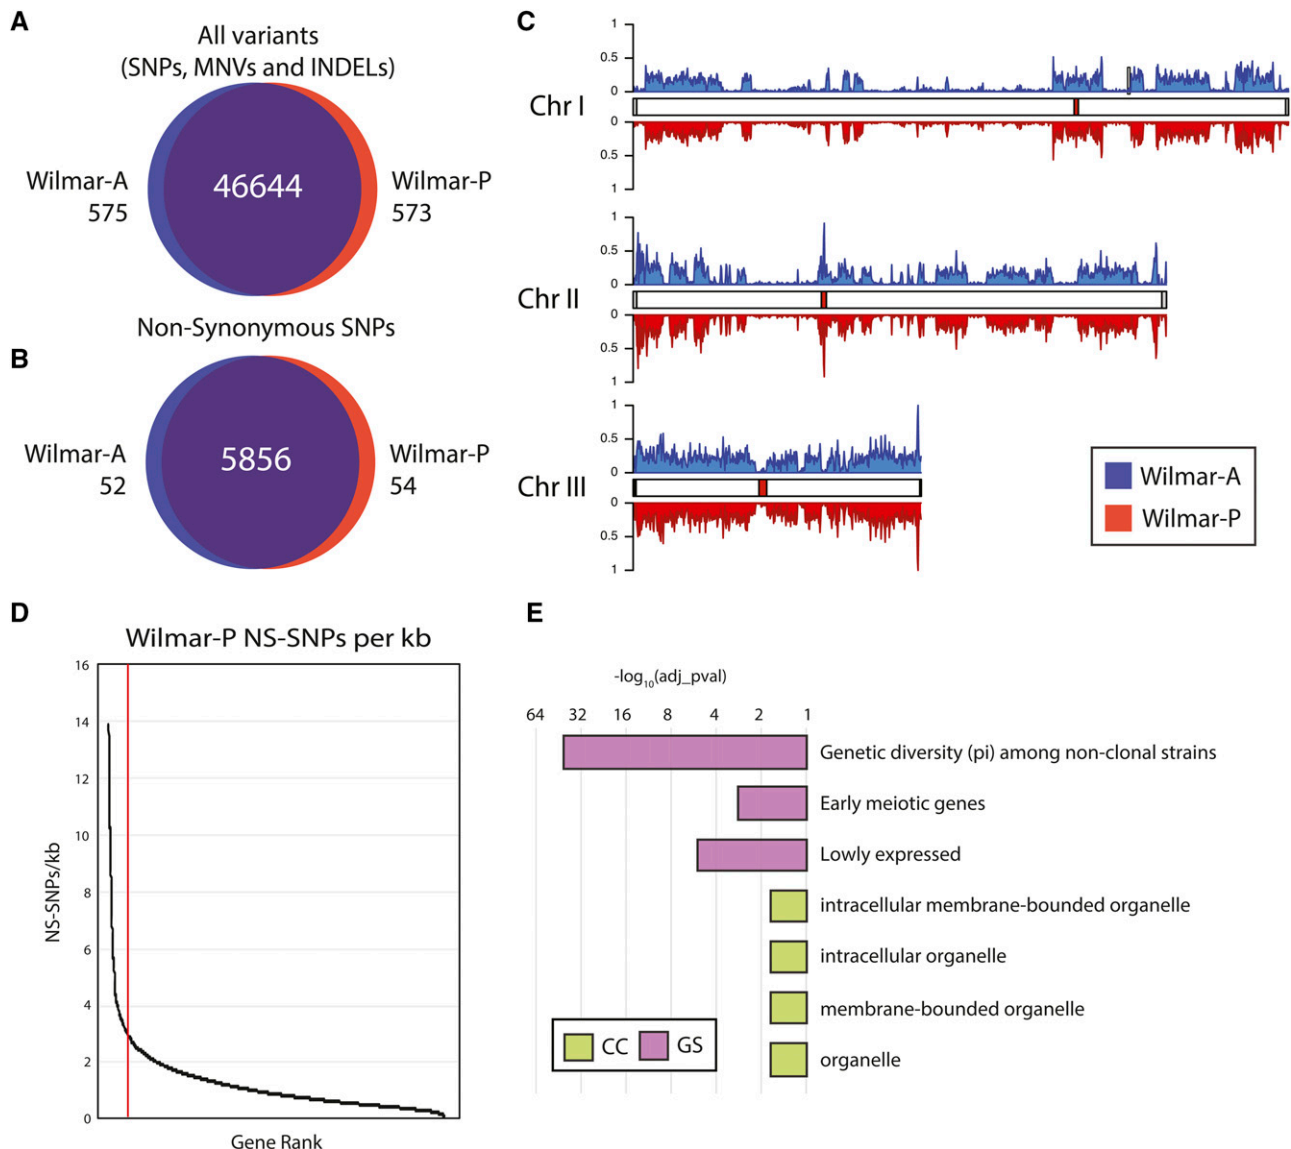 A
All variants
(SNPs, MNVs and INDELs)
Wilmar-A
575
46644
Wilmar-P
573
B
Non-Synonymous SNPs
Wilmar-A
52
5856
Wilmar-P
54
C
Chr I
1
0.5
0
0
0.5
1
Chr II
1
0.5
0
0
0.5
1
Chr III
1
0.5
0
0
0.5
1
Wilmar-A
Wilmar-P
D
Wilmar-P NS-SNPs per kb
NS-SNPs/kb
16
14
12
10
8
6
4
2
0
Gene Rank
E
-log10(adj_pval)
64 32 16 8 4 2 1
Genetic diversity (pi) among non-clonal strains
Early meiotic genes
Lowly expressed
intracellular membrane-bounded organelle
intracellular organelle
membrane-bounded organelle
organelle
CC GS